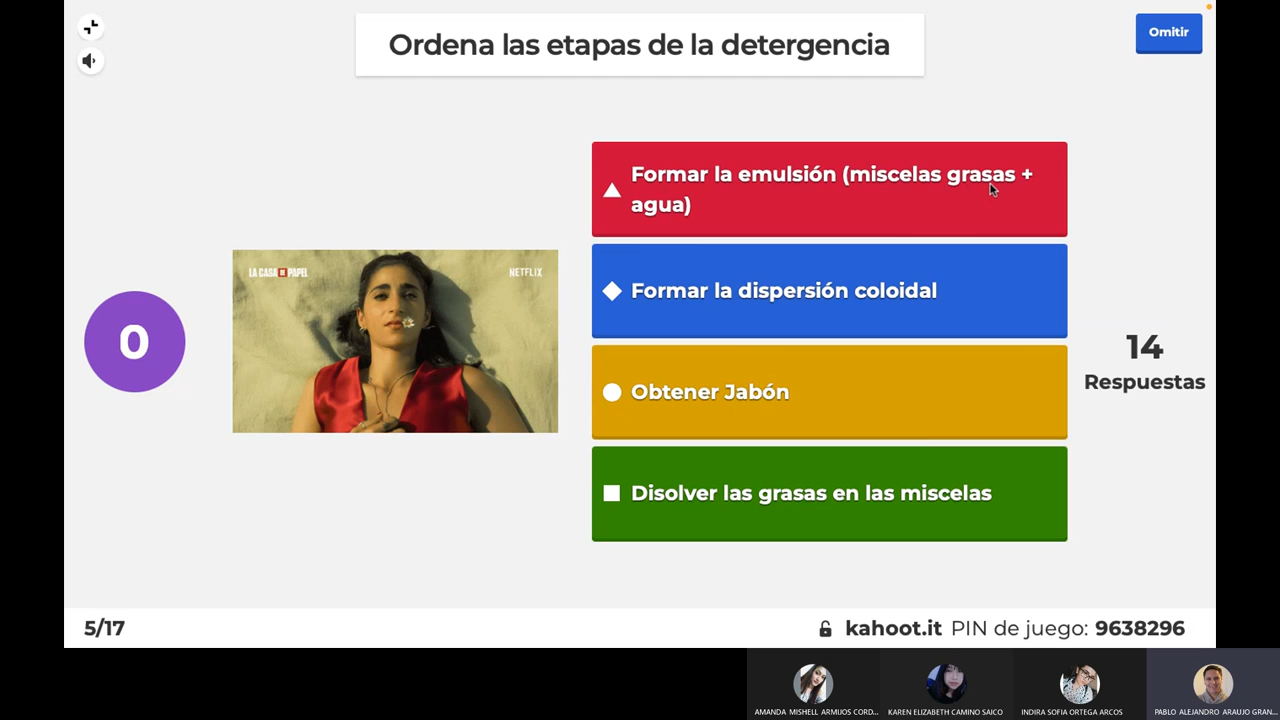 Ordena las etapas de la detergencia
Omitir
Formar la emulsión (miscelas grasas +
agua)
LA CASA DE PAPEL
NETFLIX
Formar la dispersión coloidal
0
14
Respuestas
Obtener Jabón
Disolver las grasas en las miscelas
5/17
kahoot.it PIN de juego: 9638296
AMANDA MISHELL ARMIJOS CORD...
KAREN ELIZABETH CAMINO SAICO
INDIRA SOFIA ORTEGA ARCOS
PABLO ALEJANDRO ARAUJO GRAN...